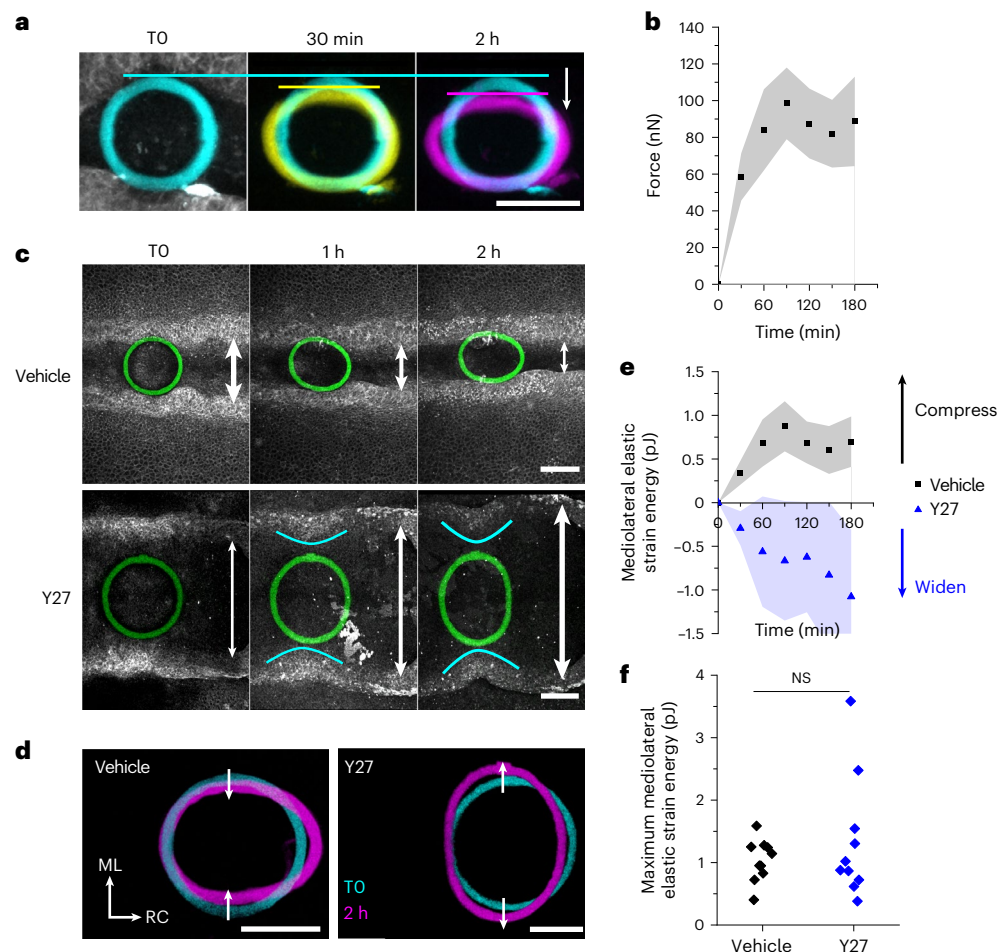 a
T0 30 min 2 h
b
140
120
100
80
60
40
20
0
Force (nN)
0 60 120 180
Time (min)
c
T0 1 h 2 h
Vehicle
Y27
d
Vehicle
ML
RC
Y27
T0
2 h
e
1.5
1.0
0.5
0
−0.5
−1.0
−1.5
Mediolateral elastic
strain energy (pJ)
0 60 120 180
Time (min)
Compress
Vehicle
Y27
Widen
f
NS
4
3
2
1
0
Maximum mediolateral
elastic strain energy (pJ)
Vehicle Y27